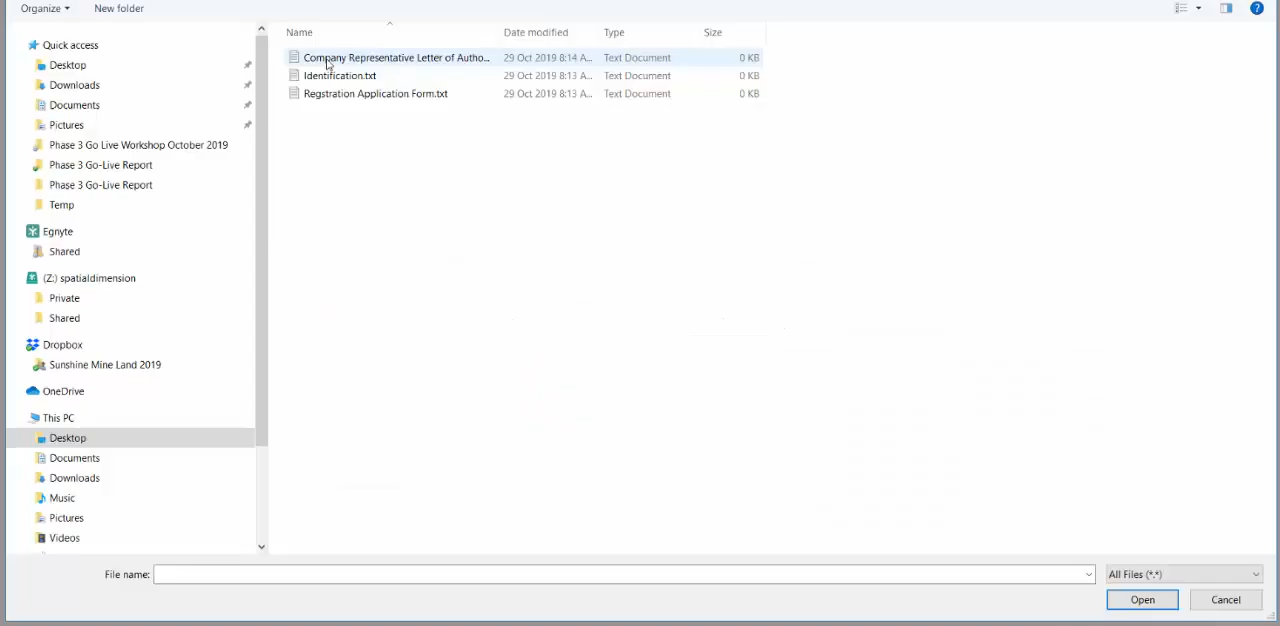 Organize New folder
Name Date modified Type Size
Company Representative Letter of Autho... 29 Oct 2019 8:14 A... Text Document 0 KB
Identification.txt 29 Oct 2019 8:13 A... Text Document 0 KB
Regstration Application Form.txt 29 Oct 2019 8:13 A... Text Document 0 KB
Quick access
Desktop
Downloads
Documents
Pictures
Phase 3 Go Live Workshop October 2019
Phase 3 Go-Live Report
Phase 3 Go-Live Report
Temp
Egnyte
Shared
(Z:) spatialdimension
Private
Shared
Dropbox
Sunshine Mine Land 2019
OneDrive
This PC
Desktop
Documents
Downloads
Music
Pictures
Videos
File name: All Files (*.*)
Open Cancel